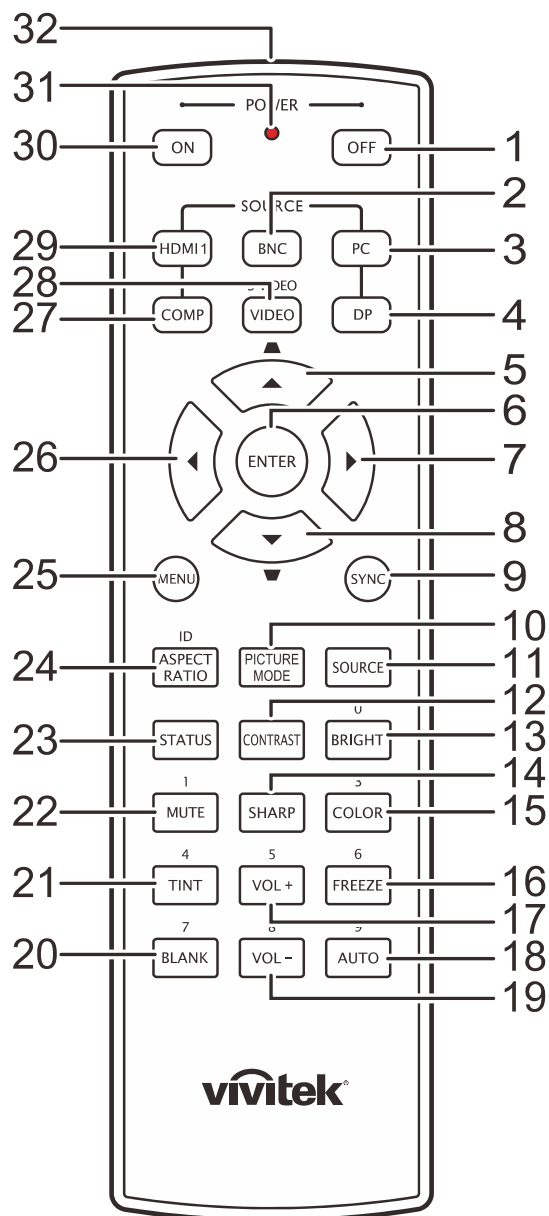 32
31
POWER
30 ON OFF 1
2
SOURCE
29 HDMI 1 BNC PC 3
28
S-VIDEO
27 COMP VIDEO DP 4
5
6
26 ENTER 7
8
25 MENU SYNC 9
10
ID
24 ASPECT RATIO PICTURE MODE SOURCE 11
12
0
23 STATUS CONTRAST BRIGHT 13
14
1 3
22 MUTE SHARP COLOR 15
4 5 6
21 TINT VOL + FREEZE 16
17
7 8 9
20 BLANK VOL − AUTO 18
19
vivitek